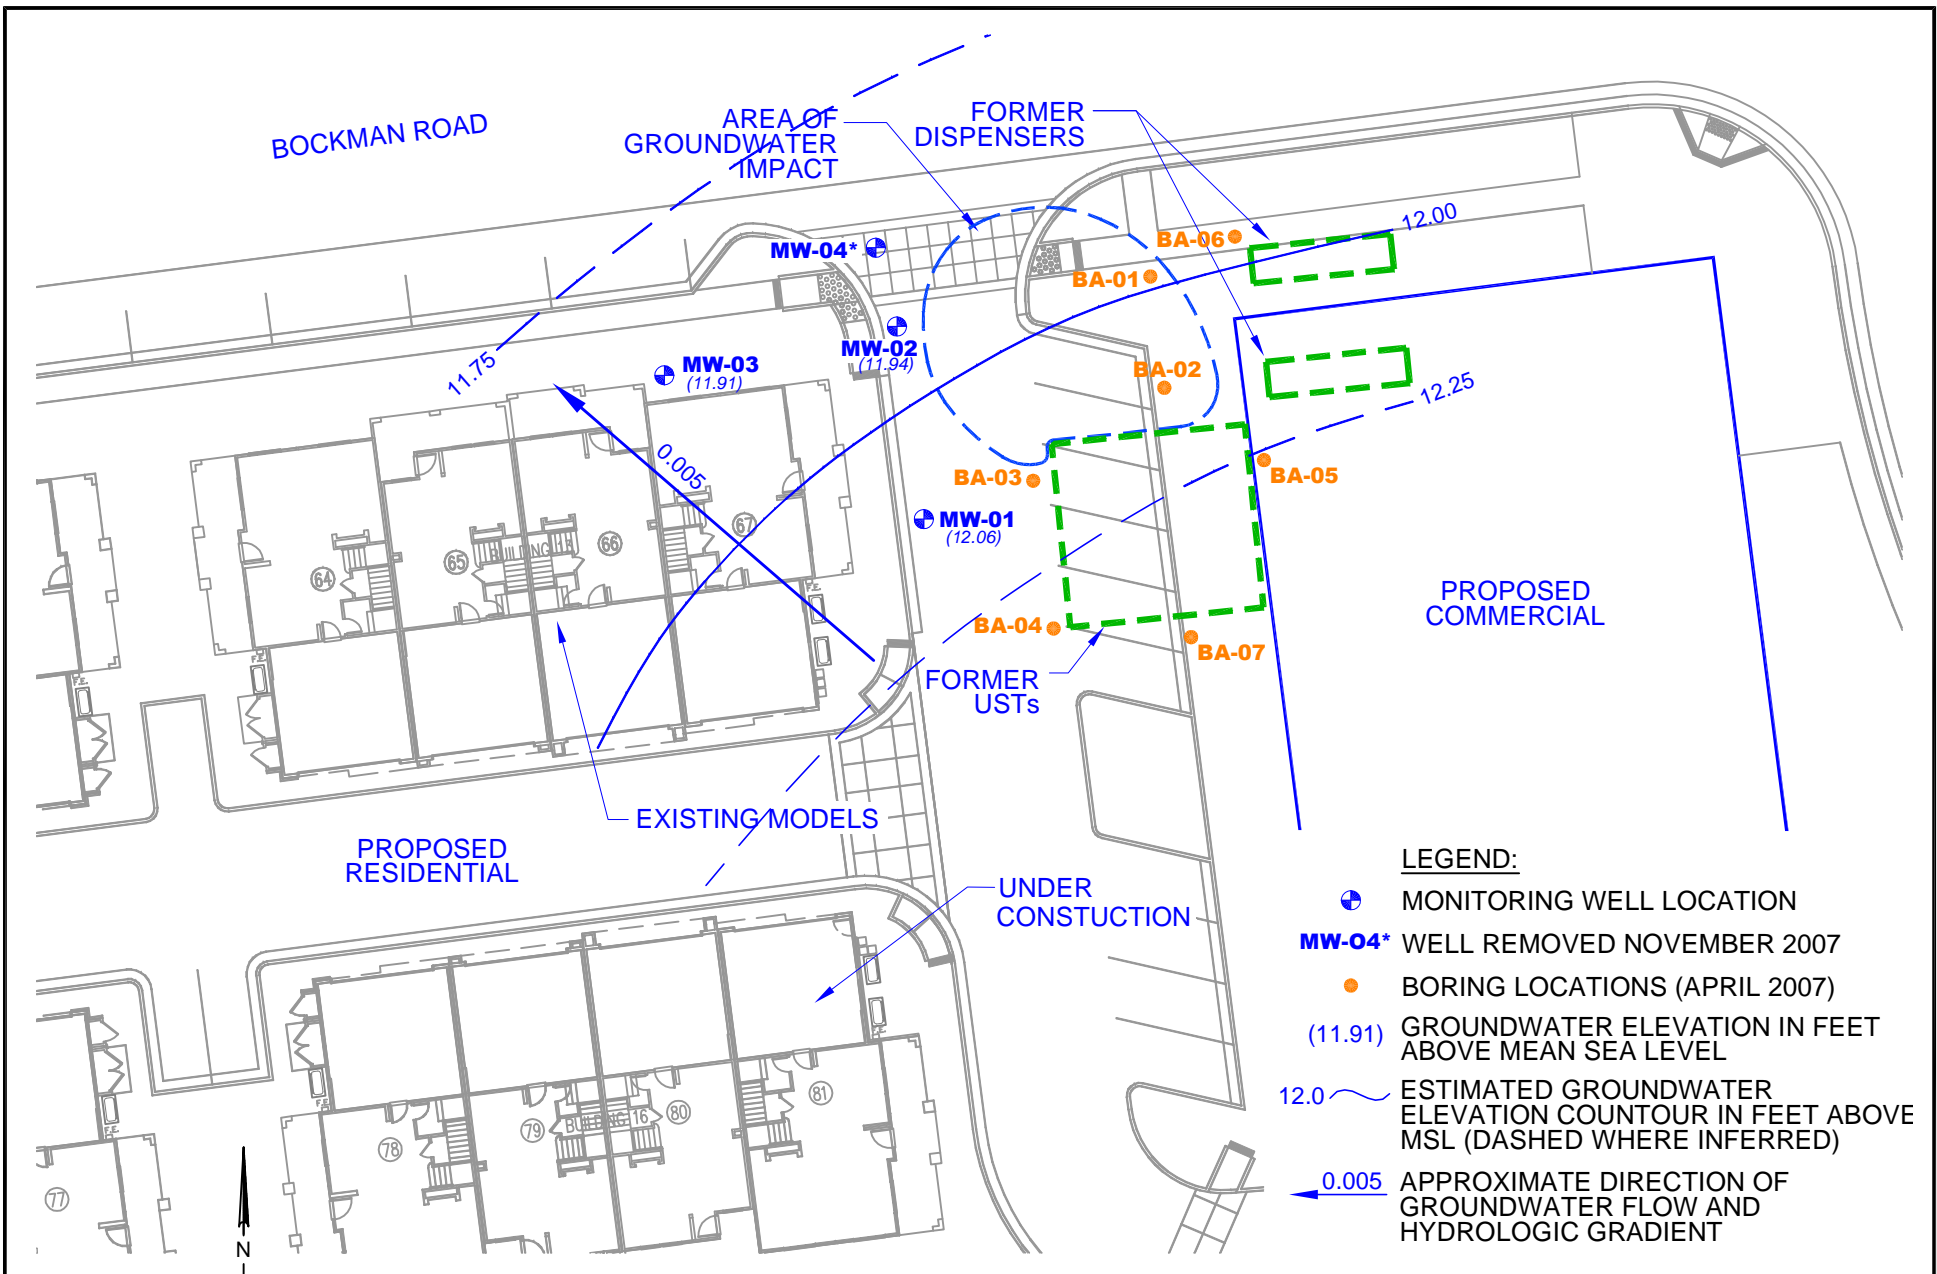 BOCKMAN ROAD
AREA OF
GROUNDWATER
IMPACT
FORMER
DISPENSERS
12.00
MW-04*
BA-06
BA-01
MW-02
(11.94)
MW-03
(11.91)
11.75
BA-02
12.25
0.005
BA-03
BA-05
MW-01
(12.06)
67
66
65
64
BUILDING 13
PROPOSED
COMMERCIAL
BA-04
BA-07
F.E.
F.E.
F.E.
FORMER
USTs
EXISTING MODELS
PROPOSED
RESIDENTIAL
UNDER
CONSTUCTION
F.E.
F.E.
F.E.
81
80
79
78
77
BUILDING 16
N
LEGEND:
MONITORING WELL LOCATION
MW-O4* WELL REMOVED NOVEMBER 2007
BORING LOCATIONS (APRIL 2007)
(11.91) GROUNDWATER ELEVATION IN FEET
ABOVE MEAN SEA LEVEL
12.0 ESTIMATED GROUNDWATER
ELEVATION COUNTOUR IN FEET ABOVE
MSL (DASHED WHERE INFERRED)
0.005 APPROXIMATE DIRECTION OF
GROUNDWATER FLOW AND
HYDROLOGIC GRADIENT